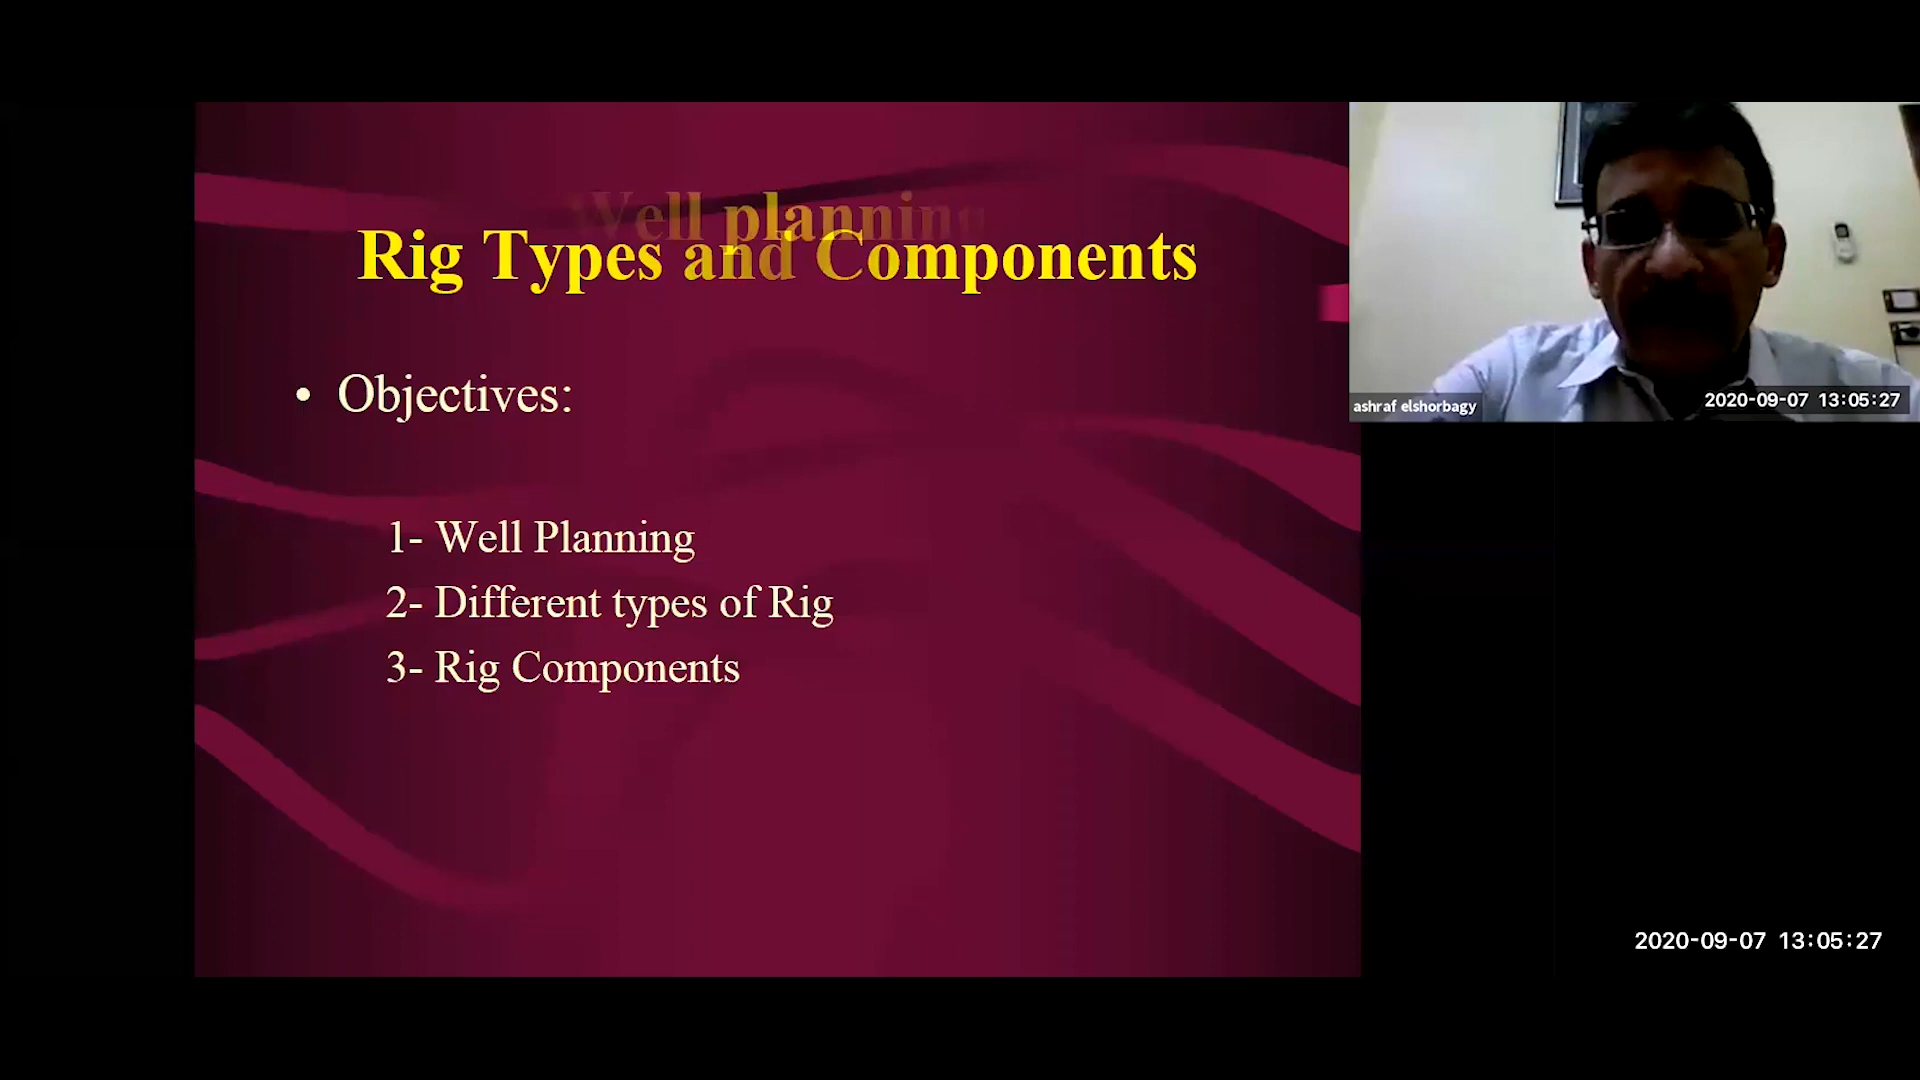 Well planning
Rig Types and Components
• Objectives:
1- Well Planning
2- Different types of Rig
3- Rig Components
ashraf elshorbagy
2020-09-07 13:05:27
2020-09-07 13:05:27